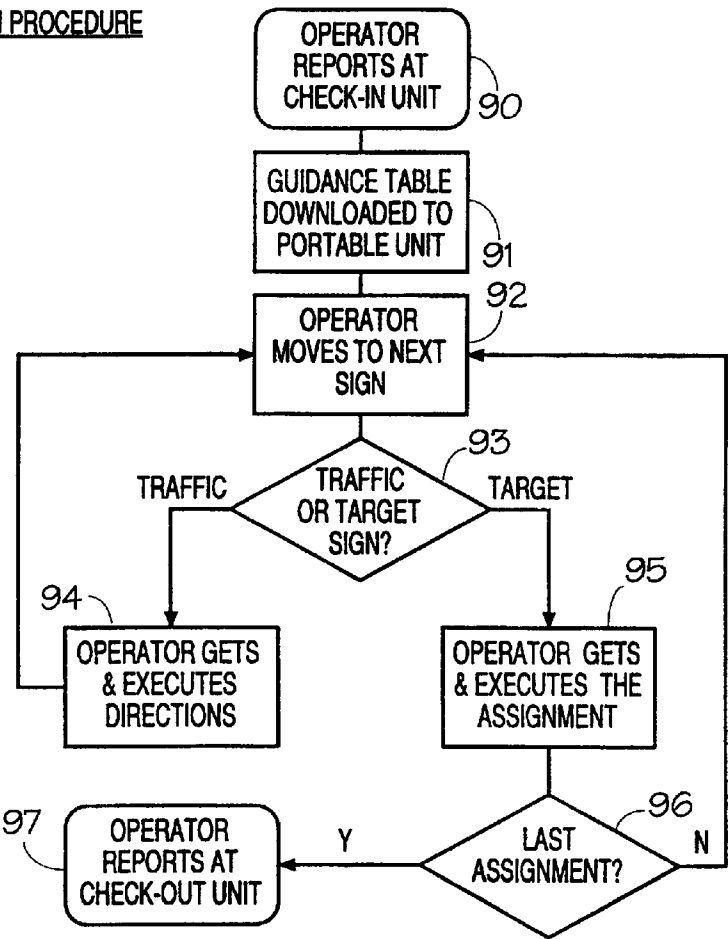 PROCEDURE
OPERATOR
REPORTS AT
CHECK-IN UNIT
90
GUIDANCE TABLE
DOWNLOADED TO
PORTABLE UNIT
91
92
OPERATOR
MOVES TO NEXT
SIGN
93
TRAFFIC
TRAFFIC
OR TARGET
SIGN?
TARGET
94
OPERATOR GETS
& EXECUTES
DIRECTIONS
95
OPERATOR GETS
& EXECUTES THE
ASSIGNMENT
96
LAST
ASSIGNMENT?
Y
N
97
OPERATOR
REPORTS AT
CHECK-OUT UNIT